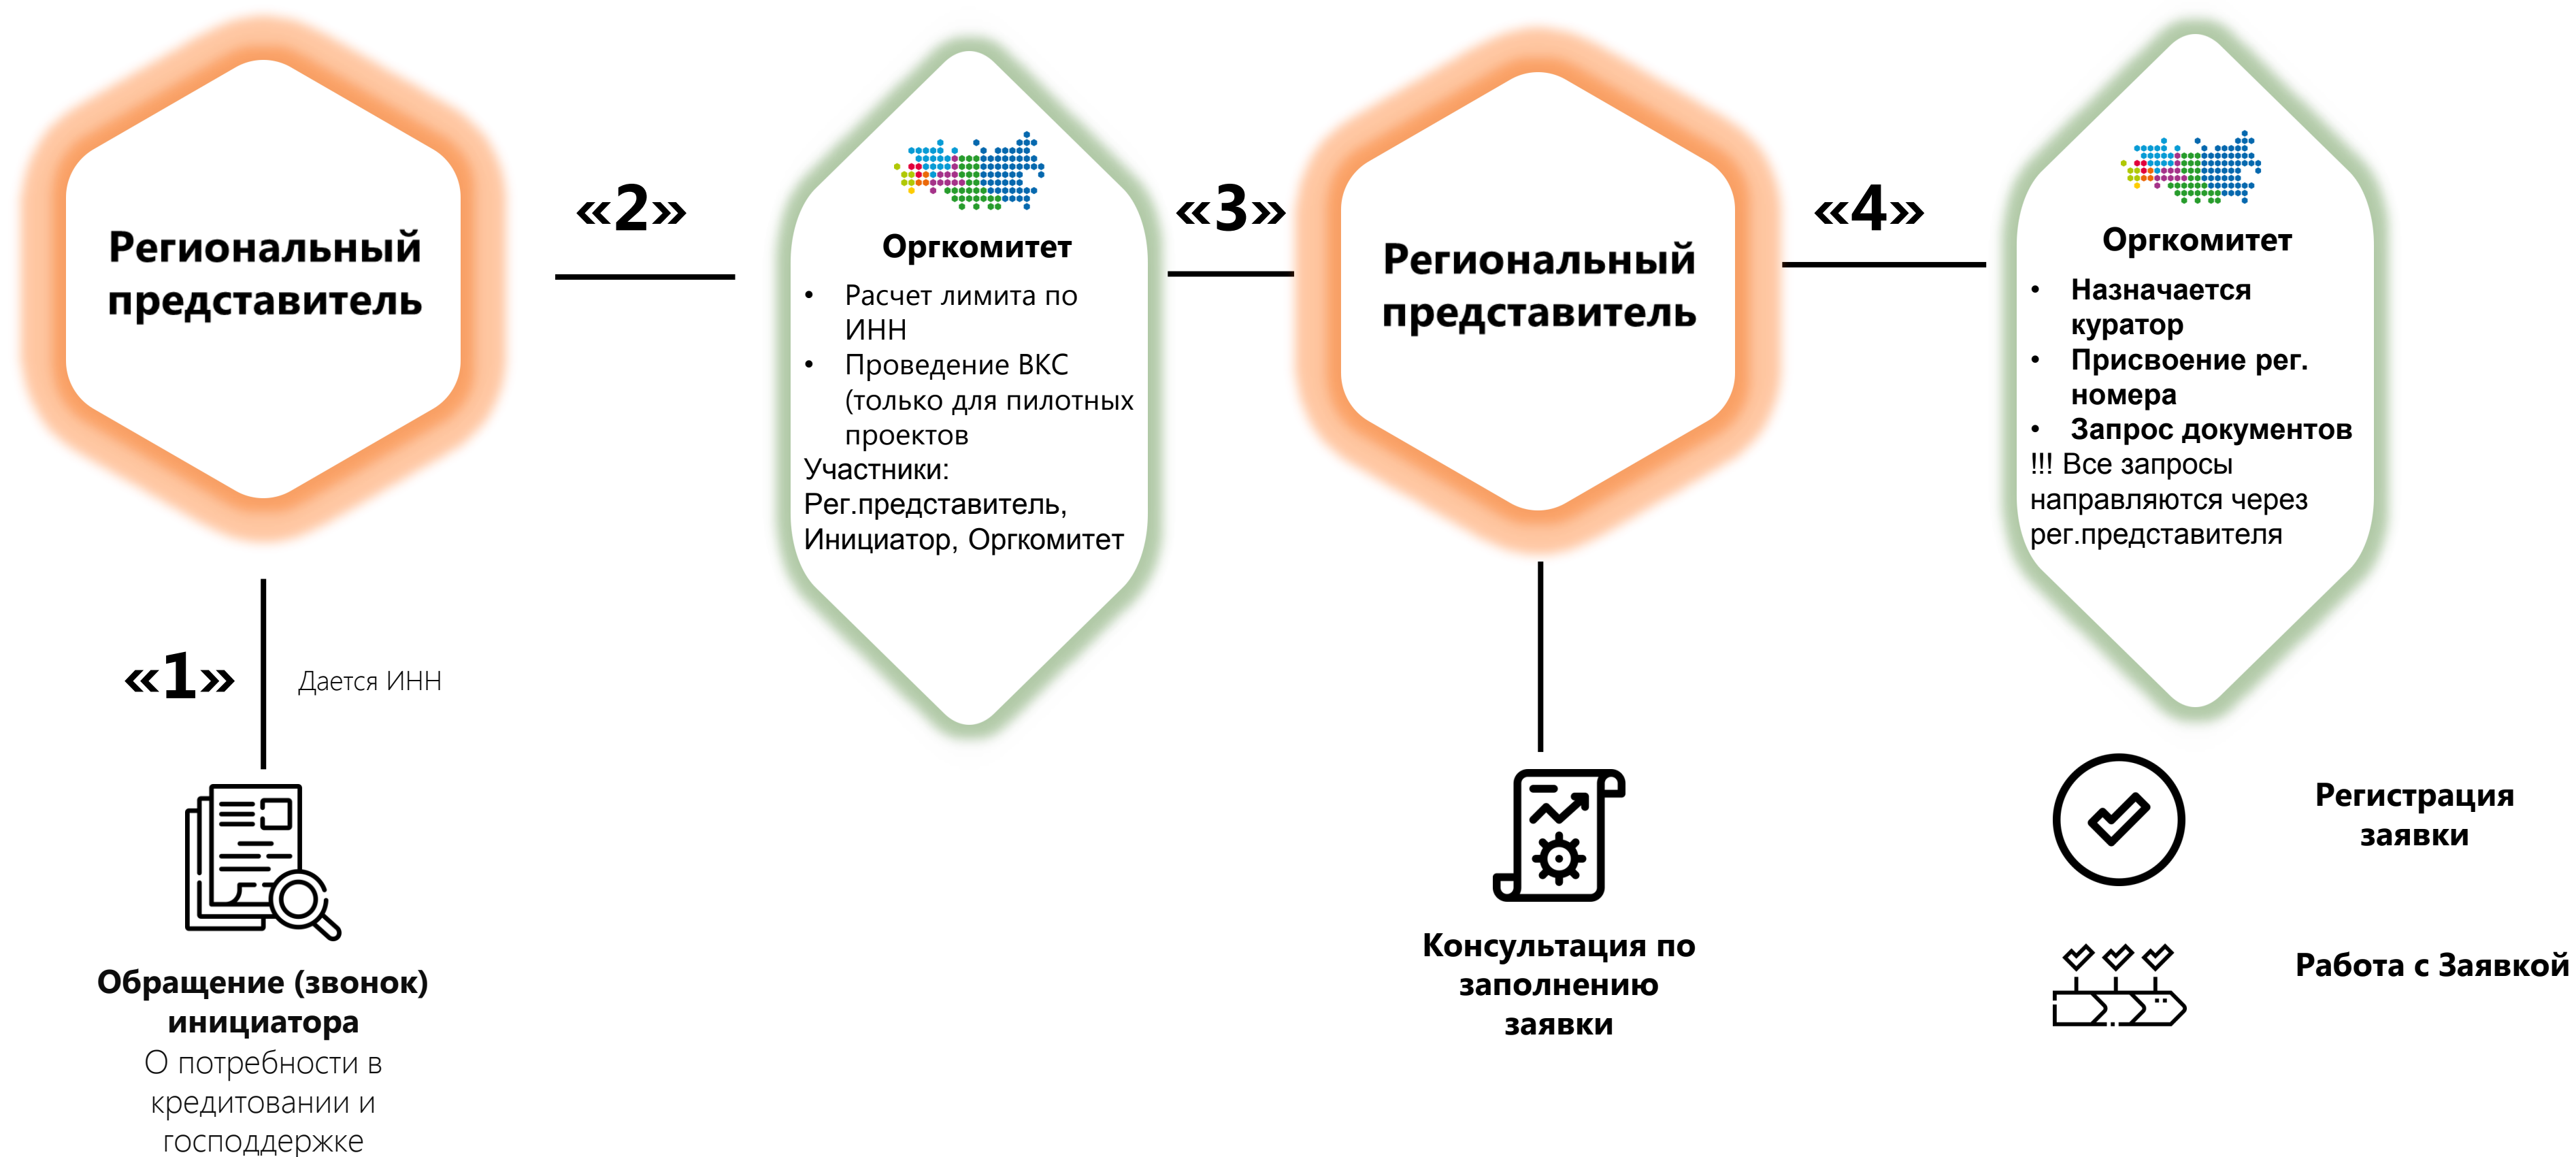 Региональный
представитель
«1»
Дается ИНН
Обращение (звонок)
инициатора
О потребности в
кредитовании и
господдержке
«2»
Оргкомитет
• Расчет лимита по
ИНН
• Проведение ВКС
(только для пилотных
проектов
Участники:
Рег.представитель,
Инициатор, Оргкомитет
«3»
Региональный
представитель
Консультация по
заполнению
заявки
«4»
Оргкомитет
• Назначается
куратор
• Присвоение рег.
номера
• Запрос документов
!!! Все запросы
направляются через
рег.представителя
Регистрация
заявки
Работа с Заявкой